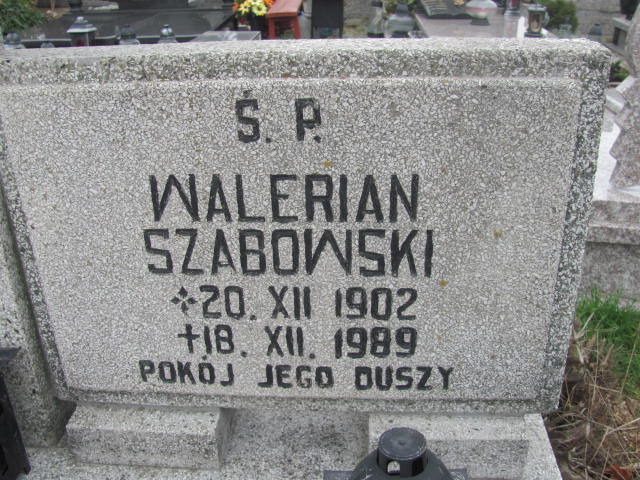 Ś. P.
WALERIAN
SZABOWSKI
20. XII 1902
†18. XII. 1989
POKÓJ JEGO DUSZY